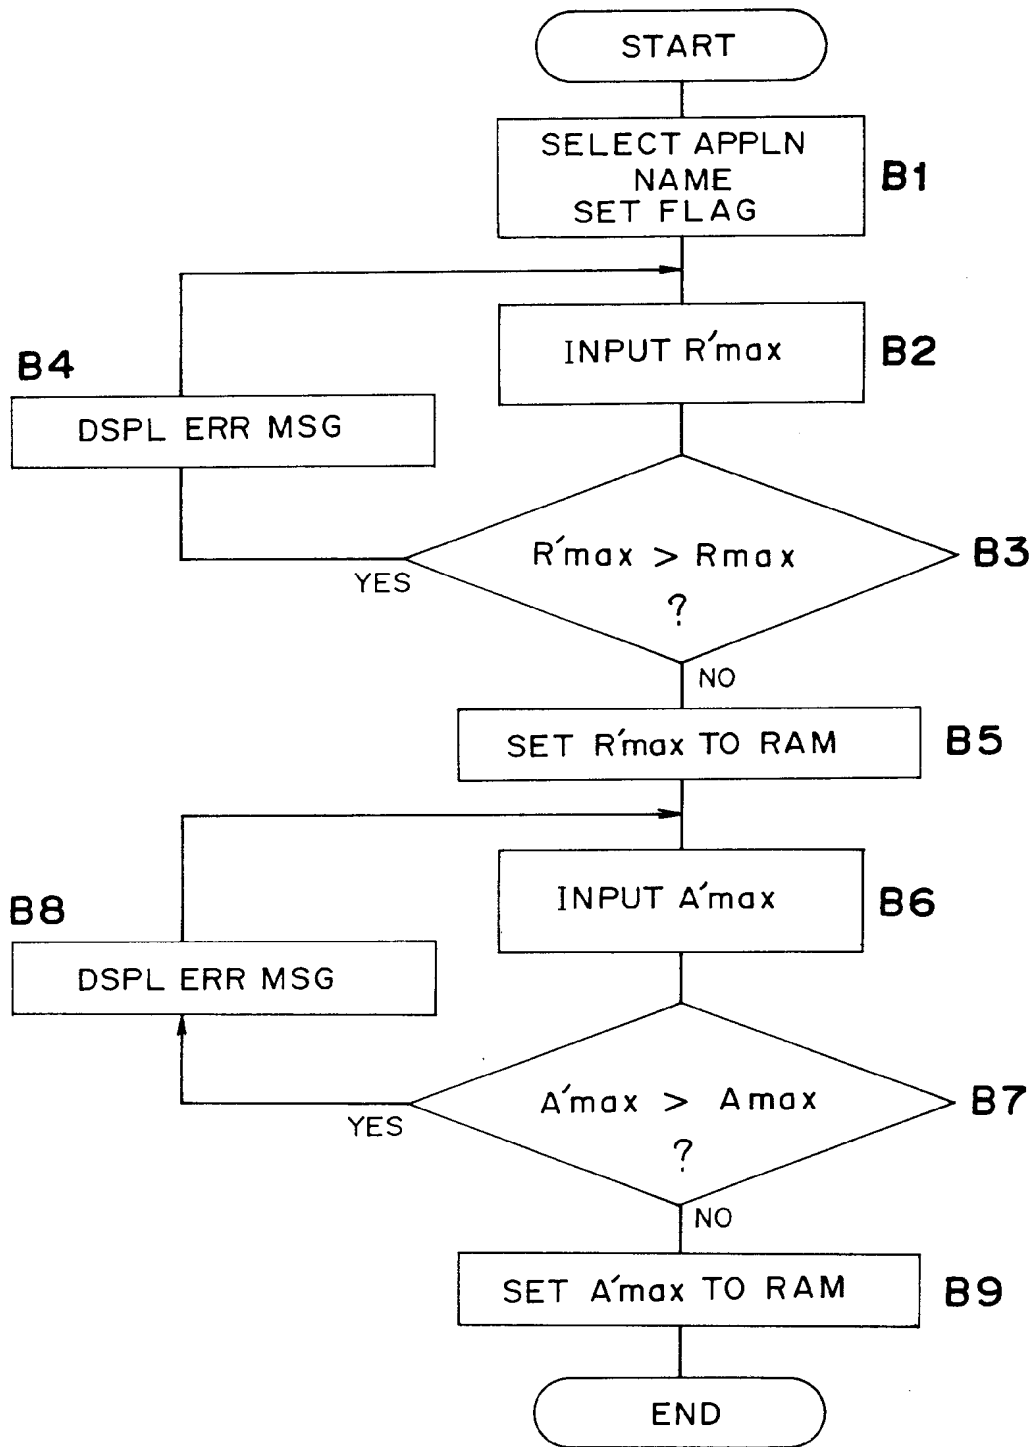 START
SELECT APPLN
NAME
SET FLAG
B1
INPUT R'max
B2
B4
DSPL ERR MSG
R'max > Rmax
?
B3
YES
NO
SET R'max TO RAM
B5
INPUT A'max
B6
B8
DSPL ERR MSG
A'max > Amax
?
B7
YES
NO
SET A'max TO RAM
B9
END